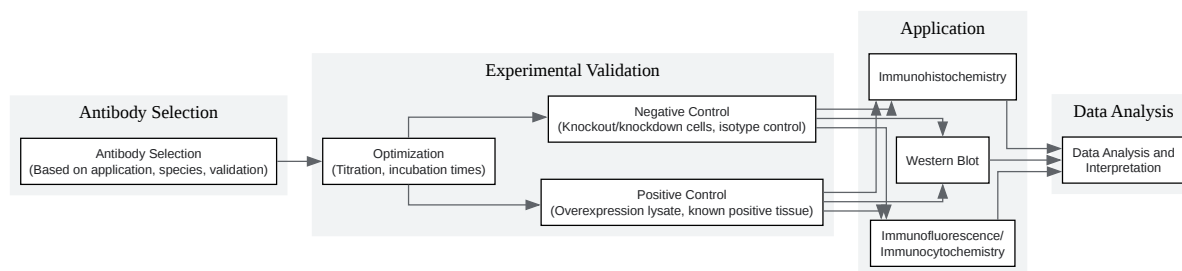 Antibody Selection
Antibody Selection
(Based on application, species, validation)
Experimental Validation
Optimization
(Titration, incubation times)
Negative Control
(Knockout/knockdown cells, isotype control)
Positive Control
(Overexpression lysate, known positive tissue)
Application
Immunohistochemistry
Western Blot
Immunofluorescence/
Immunocytochemistry
Data Analysis
Data Analysis and
Interpretation